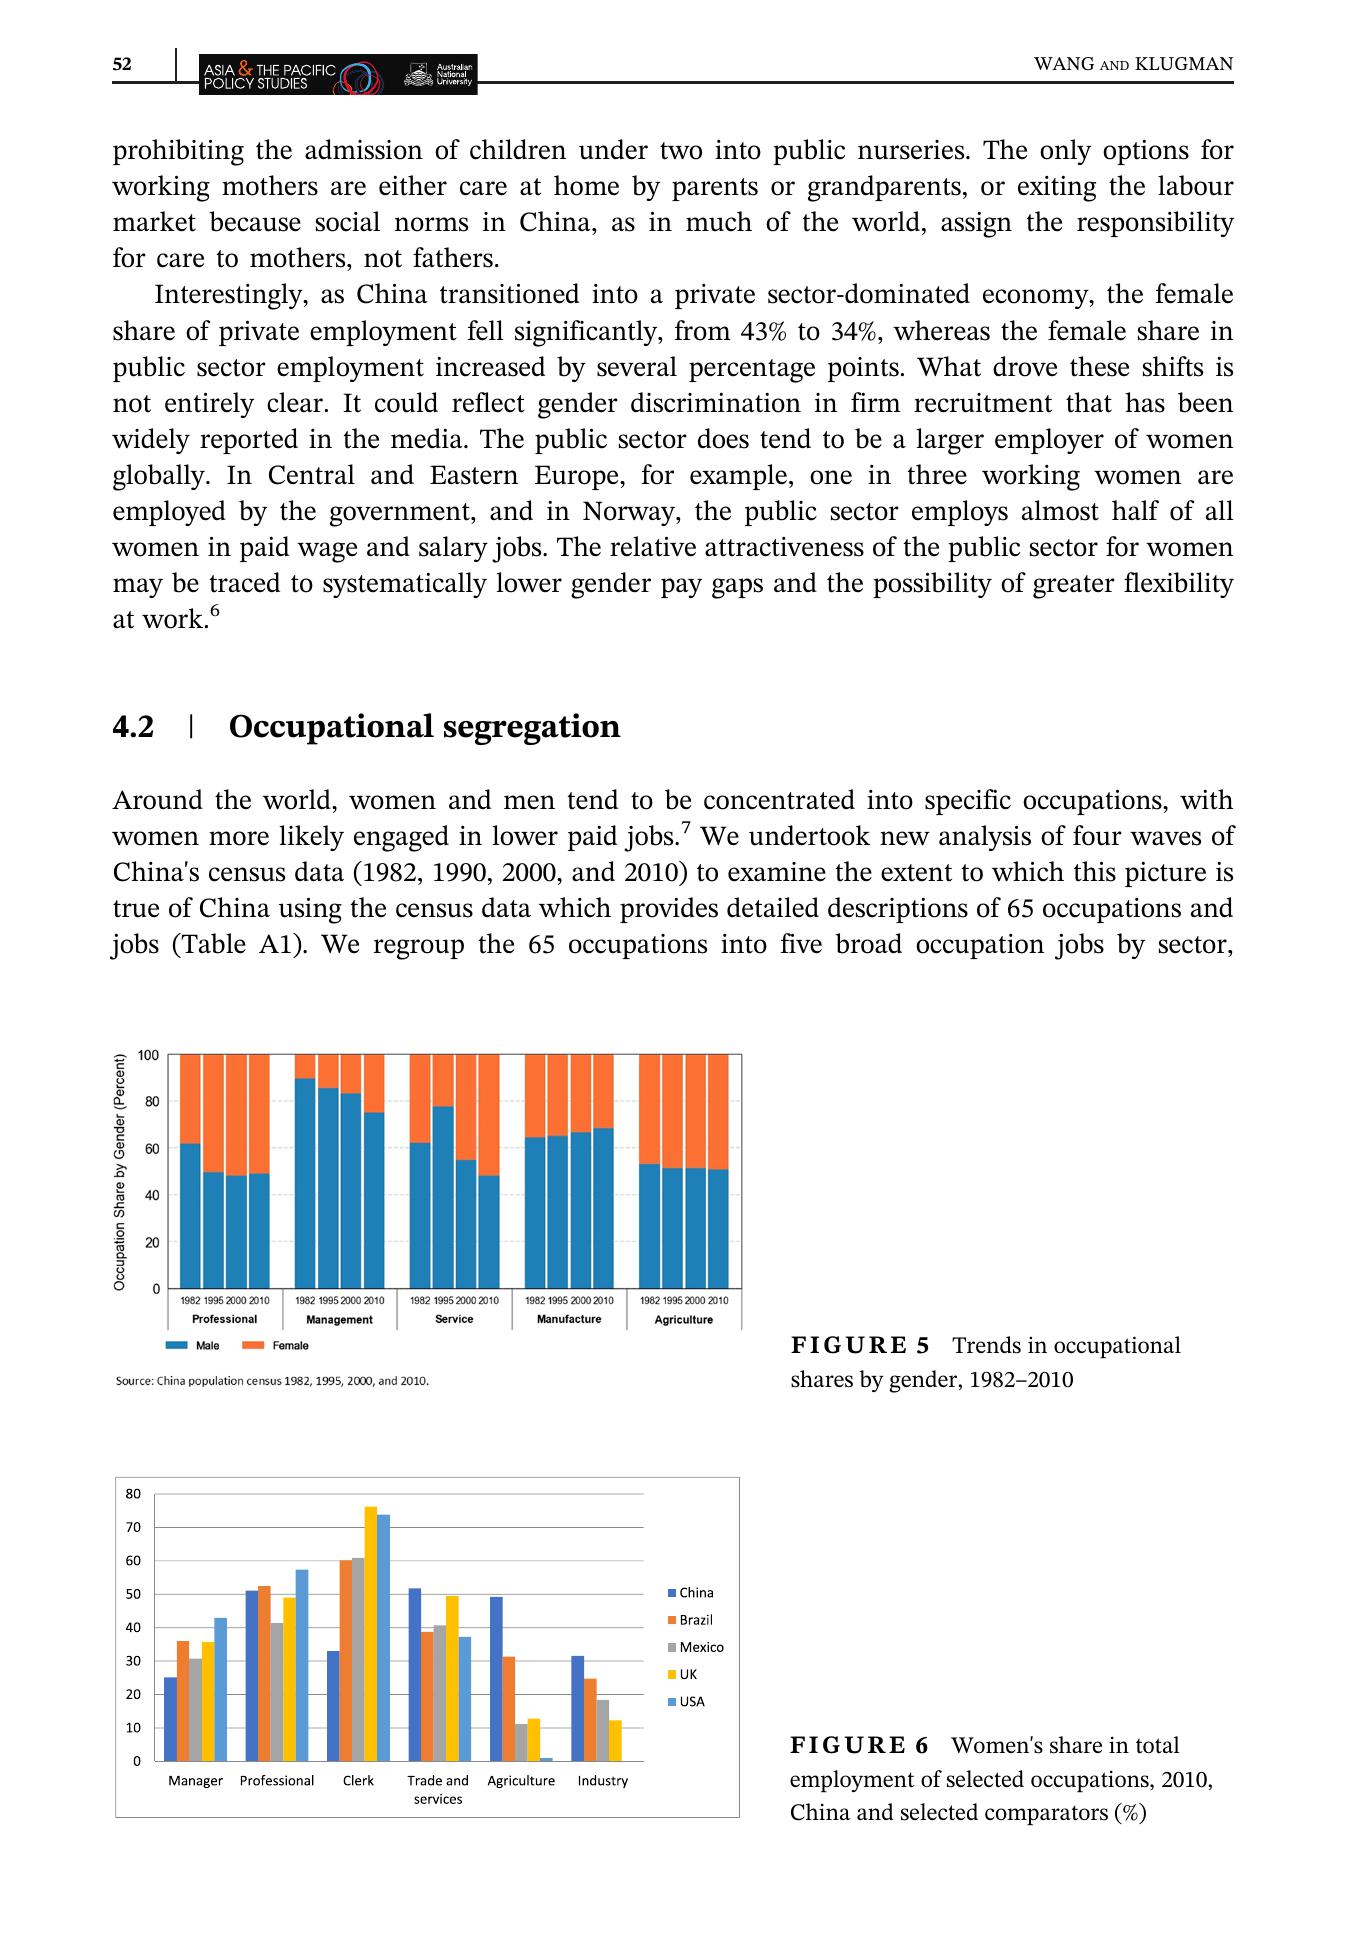 52
ASIA & THE PACIFIC
POLICY STUDIES
Australian
National
University
WANG AND KLUGMAN
prohibiting the admission of children under two into public nurseries. The only options for
working mothers are either care at home by parents or grandparents, or exiting the labour
market because social norms in China, as in much of the world, assign the responsibility
for care to mothers, not fathers.
Interestingly, as China transitioned into a private sector-dominated economy, the female
share of private employment fell significantly, from 43% to 34%, whereas the female share in
public sector employment increased by several percentage points. What drove these shifts is
not entirely clear. It could reflect gender discrimination in firm recruitment that has been
widely reported in the media. The public sector does tend to be a larger employer of women
globally. In Central and Eastern Europe, for example, one in three working women are
employed by the government, and in Norway, the public sector employs almost half of all
women in paid wage and salary jobs. The relative attractiveness of the public sector for women
may be traced to systematically lower gender pay gaps and the possibility of greater flexibility
at work.6
4.2 | Occupational segregation
Around the world, women and men tend to be concentrated into specific occupations, with
women more likely engaged in lower paid jobs.7 We undertook new analysis of four waves of
China's census data (1982, 1990, 2000, and 2010) to examine the extent to which this picture is
true of China using the census data which provides detailed descriptions of 65 occupations and
jobs (Table A1). We regroup the 65 occupations into five broad occupation jobs by sector,
Occupation Share by Gender (Percent)
100
80
60
40
20
0
1982 1995 2000 2010 1982 1995 2000 2010 1982 1995 2000 2010 1982 1995 2000 2010 1982 1995 2000 2010
Professional Management Service Manufacture Agriculture
Male Female
Source: China population census 1982, 1995, 2000, and 2010.
FIGURE 5 Trends in occupational
shares by gender, 1982–2010
80
70
60
50
40
30
20
10
0
Manager Professional Clerk Trade and Agriculture Industry
services
China
Brazil
Mexico
UK
USA
FIGURE 6 Women's share in total
employment of selected occupations, 2010,
China and selected comparators (%)